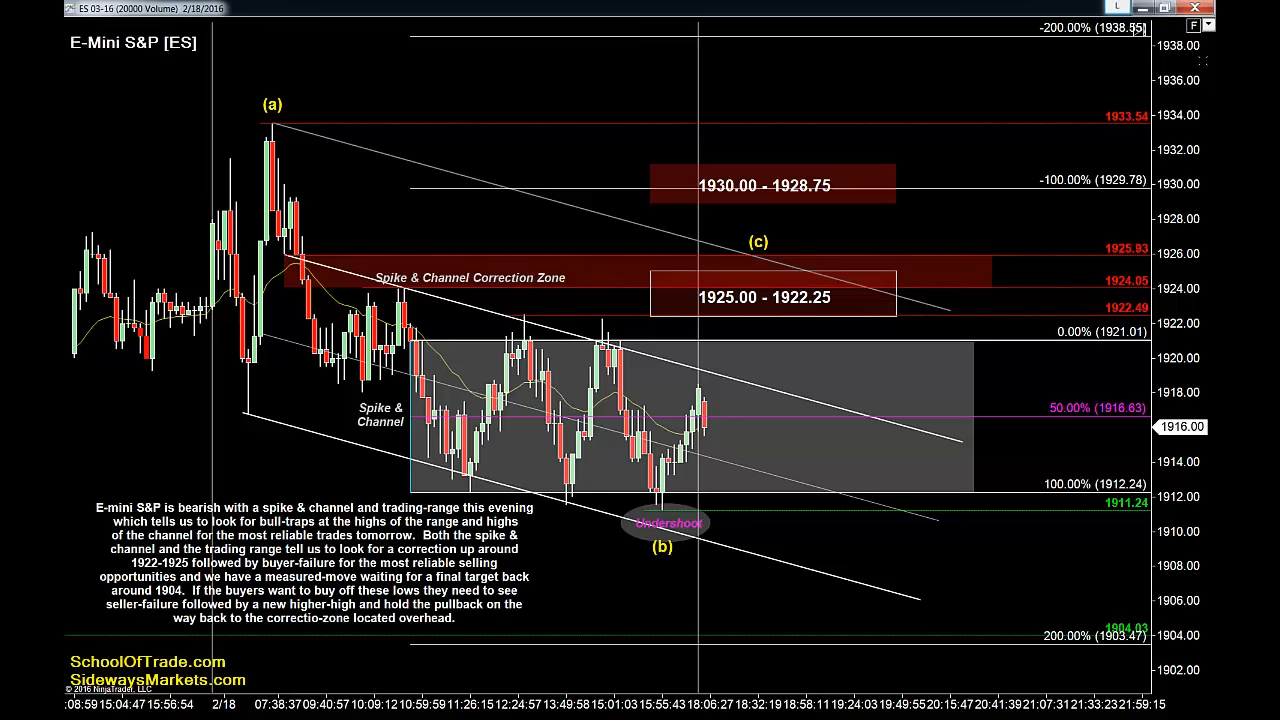 ES 03-16 (20000 Volume) 2/18/2016
L
E-Mini S&P [ES]
F
-200.00% (1938.55)
1938.00
1936.00
(a)
1933.54
1934.00
1932.00
1930.00 - 1928.75
-100.00% (1929.78)
1930.00
1928.00
(c)
1925.93
1926.00
Spike & Channel Correction Zone
1924.05
1924.00
1925.00 - 1922.25
1922.49
1922.00
0.00% (1921.01)
1920.00
1918.00
Spike &
Channel
50.00% (1916.63)
1916.00
1914.00
100.00% (1912.24)
1912.00
1911.24
1910.00
Undershoot
(b)
1908.00
E-mini S&P is bearish with a spike & channel and trading-rage this evening
which tells us to look for bull-traps at the highs of the range and highs
of the channel for the most reliable trades tomorrow. Both the spike &
channel and the trading range tell us to look for a correction up around
1922-1925 followed by buyer-failure for the most reliable selling
opportunities and we have a measured-move waiting for a final target back
around 1904. If the buyers want to buy off these lows they need to see
seller-failure followed by a new higher-high and hold the pullback on the
way back to the correctio-zone located overhead.
1906.00
1904.03
1904.00
200.00% (1903.47)
1902.00
SchoolOfTrade.com
SidewaysMarkets.com
© 2016 NinjaTrader, LLC
:08:59 15:04:47 15:56:54 2/18 07:38:37 09:40:57 10:09:12 10:59:59 11:26:15 12:24:57 13:49:58 15:01:03 15:55:43 18:06:27 18:32:19 18:58:11 19:24:03 19:49:55 20:15:47 20:41:39 21:07:31 21:33:23 21:59:15